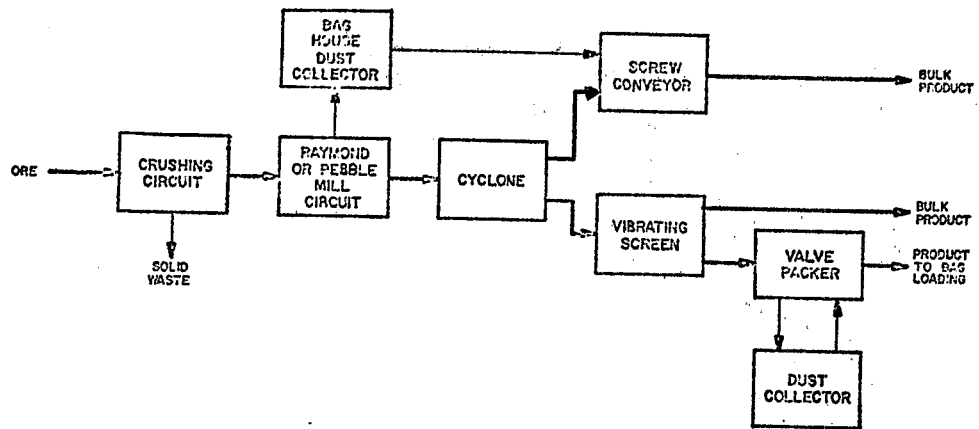 BAG
HOUSE
DUST
COLLECTOR
SCREW
CONVEYOR
BULK
PRODUCT
ORE
CRUSHING
CIRCUIT
RAYMOND
OR PEBBLE
MILL
CIRCUIT
CYCLONE
SOLID
WASTE
VIBRATING
SCREEN
BULK
PRODUCT
VALVE
PACKER
PRODUCT
TO BAG
LOADING
DUST
COLLECTOR